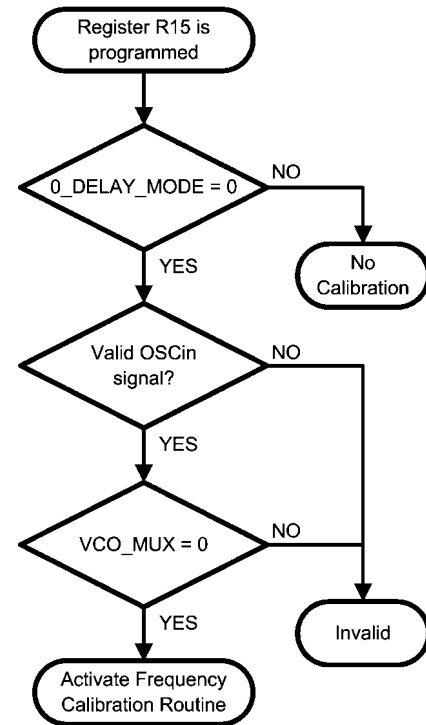 Register R15 is
programmed
0_DELAY_MODE = 0
NO
YES
No
Calibration
Valid OSCin
signal?
NO
YES
VCO_MUX = 0
NO
YES
Invalid
Activate Frequency
Calibration Routine